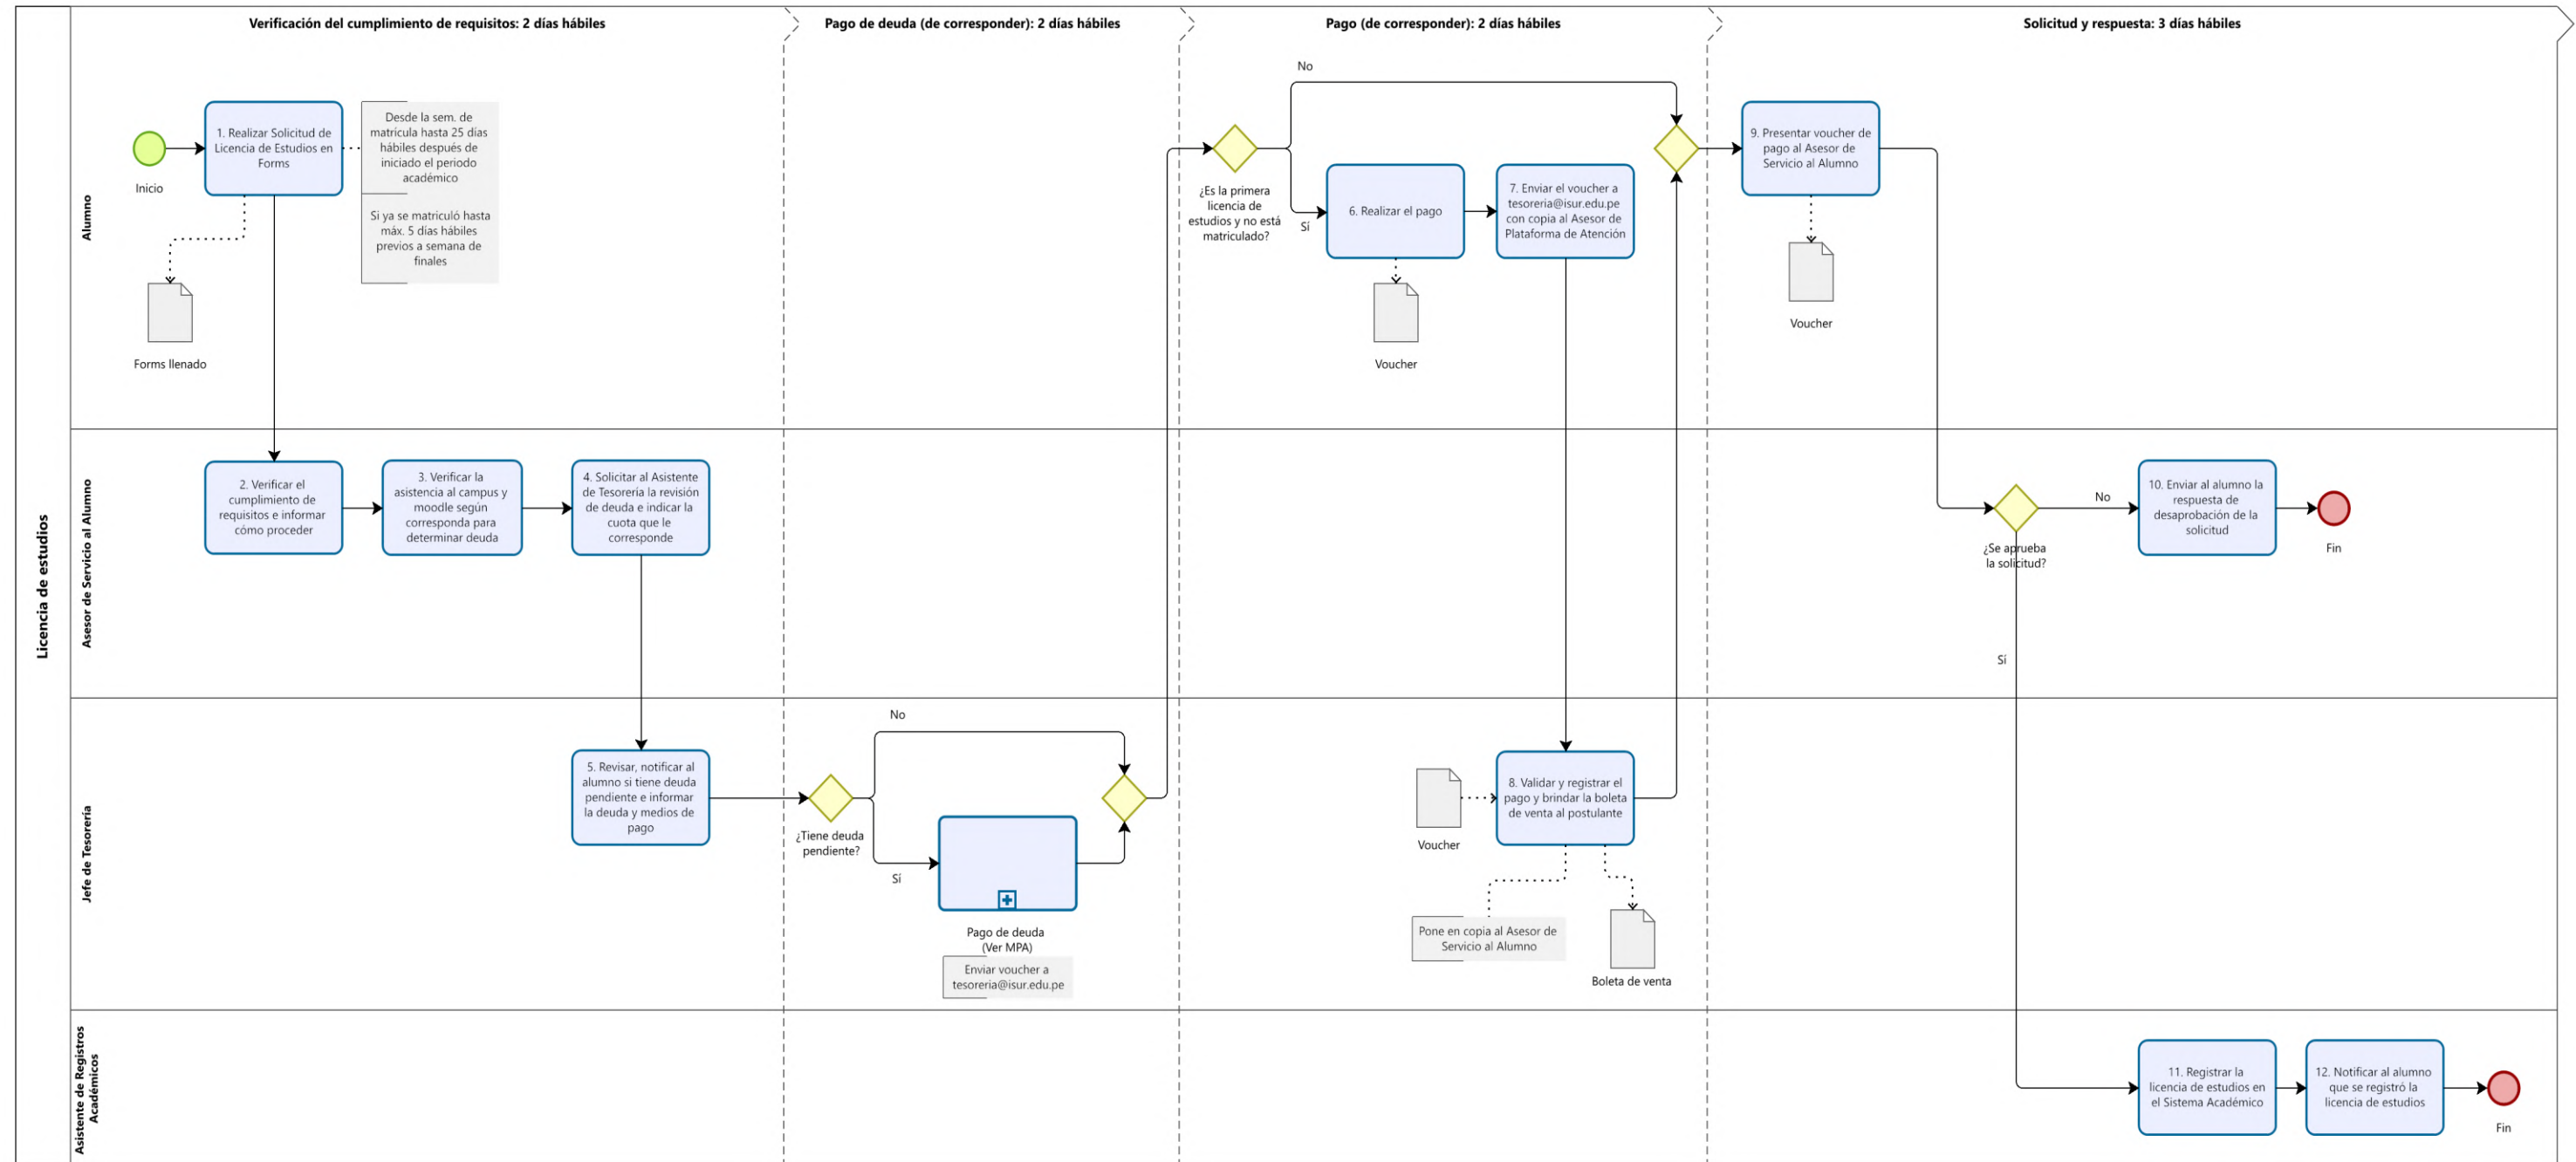 Verificación del cumplimiento de requisitos: 2 días hábiles
Pago de deuda (de corresponder): 2 días hábiles
Pago (de corresponder): 2 días hábiles
Solicitud y respuesta: 3 días hábiles
Licencia de estudios
Alumno
Inicio
1. Realizar Solicitud de
Licencia de Estudios en
Forms
Desde la sem. de
matrícula hasta 25 días
hábiles después de
iniciado el periodo
académico
Si ya se matriculó hasta
máx. 5 días hábiles
previos a semana de
finales
Forms llenado
No
¿Es la primera
licencia de
estudios y no está
matriculado?
Sí
6. Realizar el pago
Voucher
7. Enviar el voucher a
tesoreria@isur.edu.pe
con copia al Asesor de
Plataforma de Atención
9. Presentar voucher de
pago al Asesor de
Servicio al Alumno
Voucher
Asesor de Servicio al Alumno
2. Verificar el
cumplimiento de
requisitos e informar
cómo proceder
3. Verificar la
asistencia al campus y
moodle según
corresponda para
determinar deuda
4. Solicitar al Asistente
de Tesorería la revisión
de deuda e indicar la
cuota que le
corresponde
¿Se aprueba
la solicitud?
No
Sí
10. Enviar al alumno la
respuesta de
desaprobación de la
solicitud
Fin
Jefe de Tesorería
5. Revisar, notificar al
alumno si tiene deuda
pendiente e informar
la deuda y medios de
pago
¿Tiene deuda
pendiente?
No
Sí
Pago de deuda
(Ver MPA)
Enviar voucher a
tesoreria@isur.edu.pe
Voucher
8. Validar y registrar el
pago y brindar la boleta
de venta al postulante
Pone en copia al Asesor de
Servicio al Alumno
Boleta de venta
Asistente de Registros
Académicos
11. Registrar la
licencia de estudios en
el Sistema Académico
12. Notificar al alumno
que se registró la
licencia de estudios
Fin